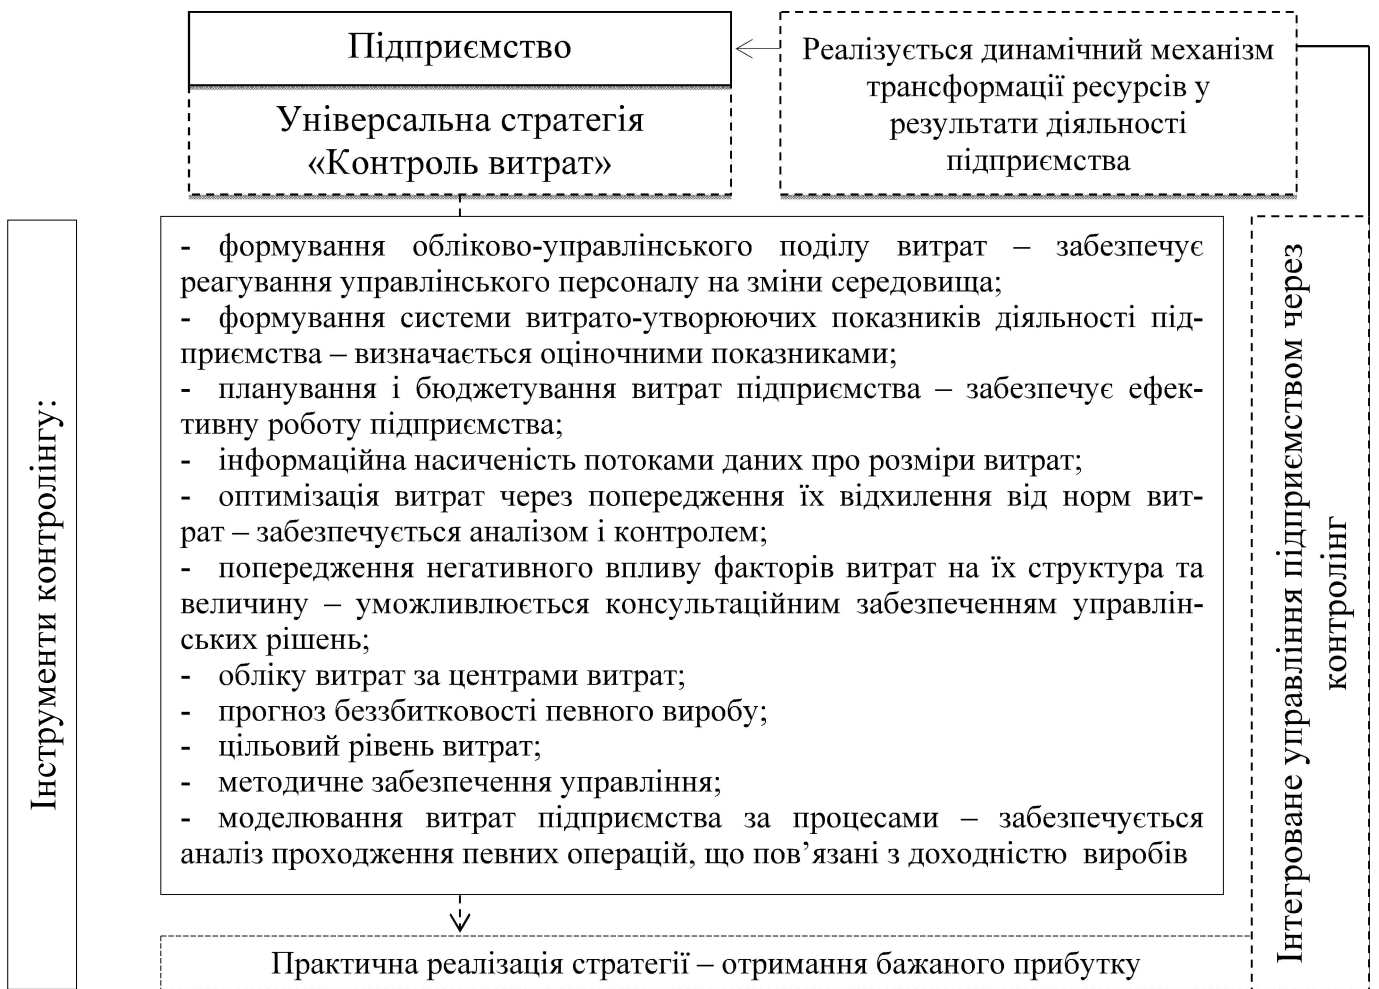 Підприємство
Універсальна стратегія
«Контроль витрат»
Реалізується динамічний механізм
трансформації ресурсів у
результати діяльності
підприємства
Інструменти контролінгу:
- формування обліково-управлінського поділу витрат – забезпечує
реагування управлінського персоналу на зміни середовища;
- формування системи витрато-утворюючих показників діяльності під-
приємства – визначається оціночними показниками;
- планування і бюджетування витрат підприємства – забезпечує ефек-
тивну роботу підприємства;
- інформаційна насиченість потоками даних про розміри витрат;
- оптимізація витрат через попередження їх відхилення від норм вит-
рат – забезпечується аналізом і контролем;
- попередження негативного впливу факторів витрат на їх структура та
величину – уможливлюється консультаційним забезпеченням управлін-
ських рішень;
- обліку витрат за центрами витрат;
- прогноз беззбитковості певного виробу;
- цільовий рівень витрат;
- методичне забезпечення управління;
- моделювання витрат підприємства за процесами – забезпечується
аналіз проходження певних операцій, що пов’язані з доходністю виробів
Інтегроване управління підприємством через
контролінг
Практична реалізація стратегії – отримання бажаного прибутку